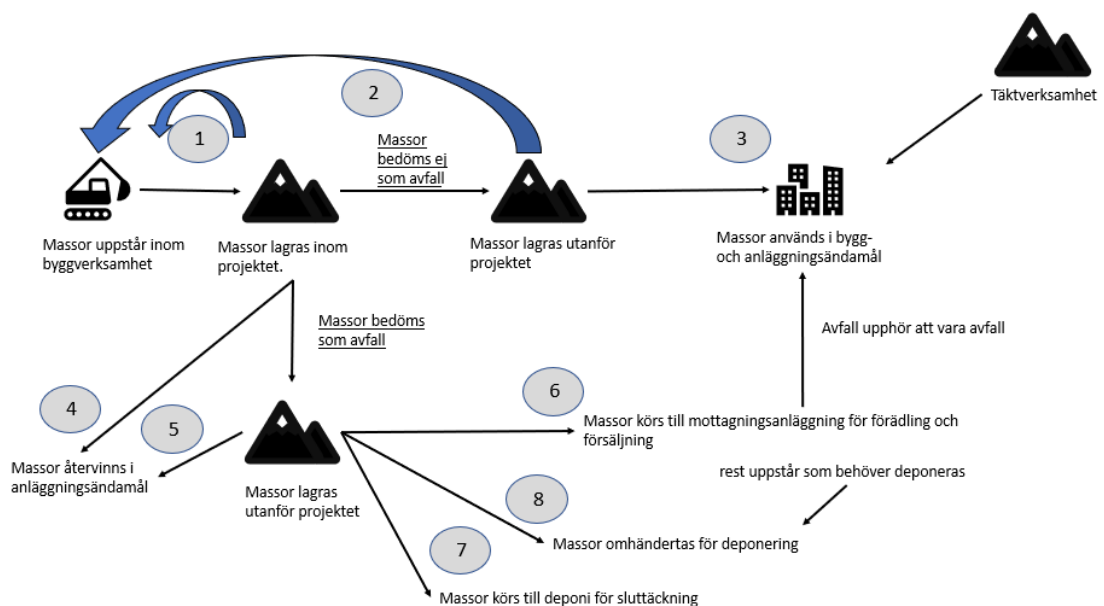 Täktverksamhet
2
1
3
Massor
bedöms ej
som avfall
Massor uppstår inom
byggverksamhet
Massor lagras inom
projektet.
Massor lagras utanför
projektet
Massor används i bygg-
och anläggningsändamål
Massor bedöms
som avfall
Avfall upphör att vara avfall
4
5
6
Massor återvinns i
anläggningsändamål
Massor lagras
utanför projektet
Massor körs till mottagningsanläggning för förädling och
försäljning
rest uppstår som behöver deponeras
8
Massor omhändertas för deponering
7
Massor körs till deponi för sluttäckning